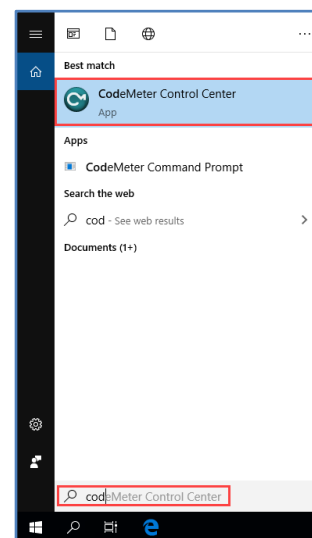 Best match
CodeMeter Control Center
App
Apps
CodeMeter Command Prompt
Search the web
cod - See web results
Documents (1+)
codeMeter Control Center